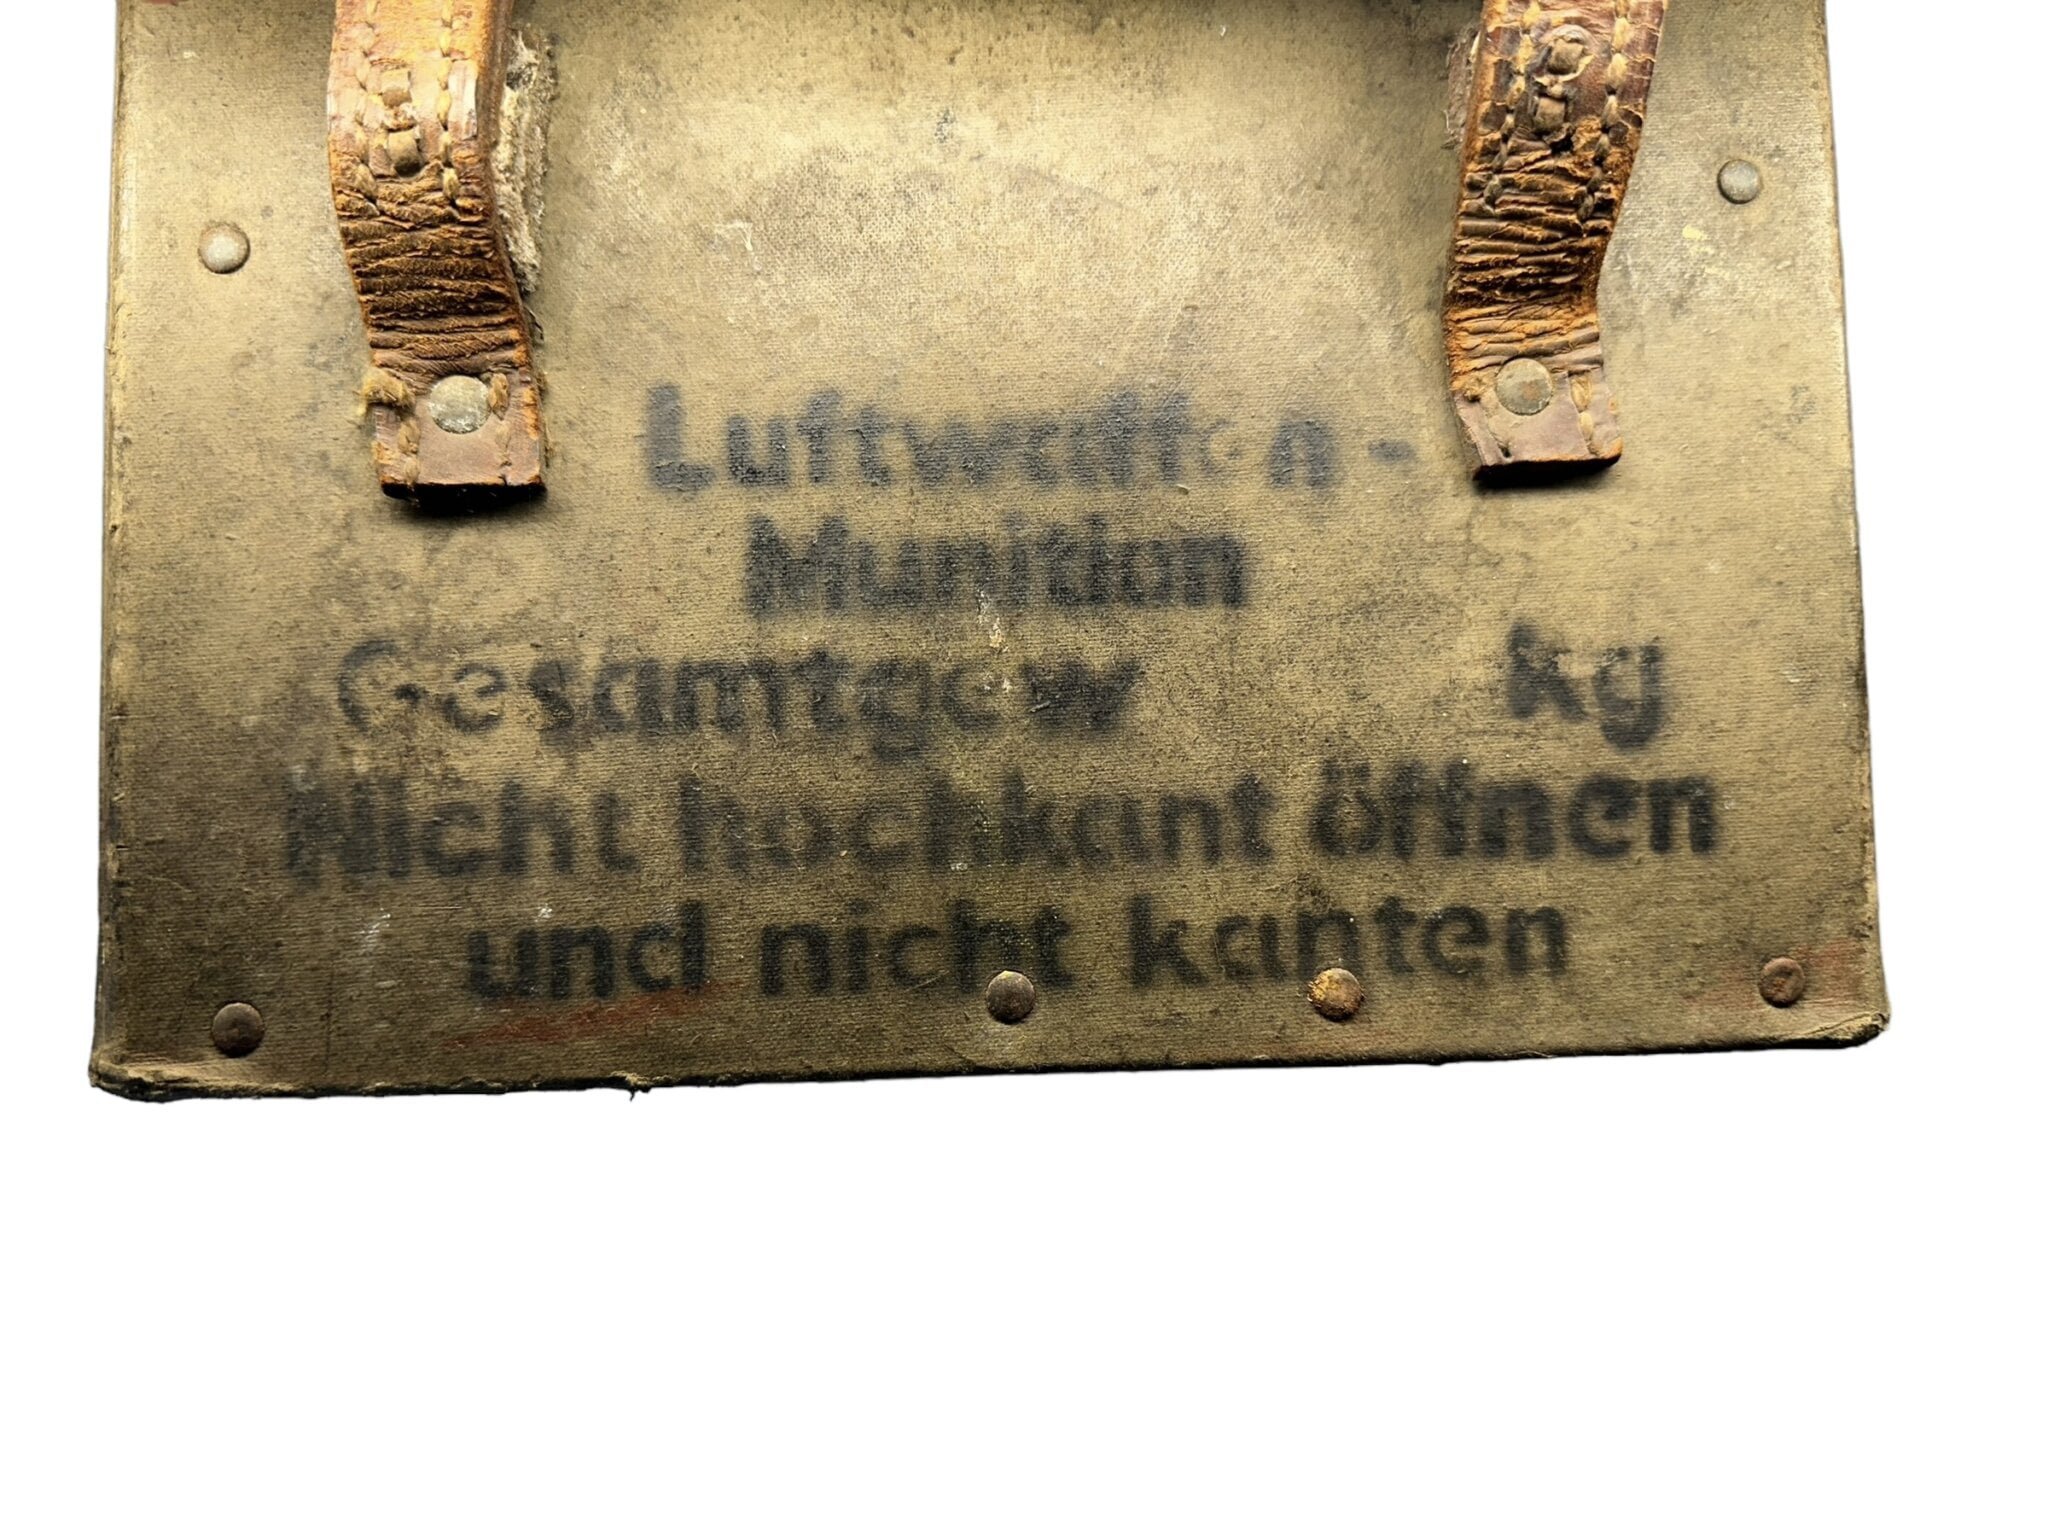 Luftwaffen-
Munition
Gesamtgew kg
Nicht hochkant öffnen
und nicht kanten